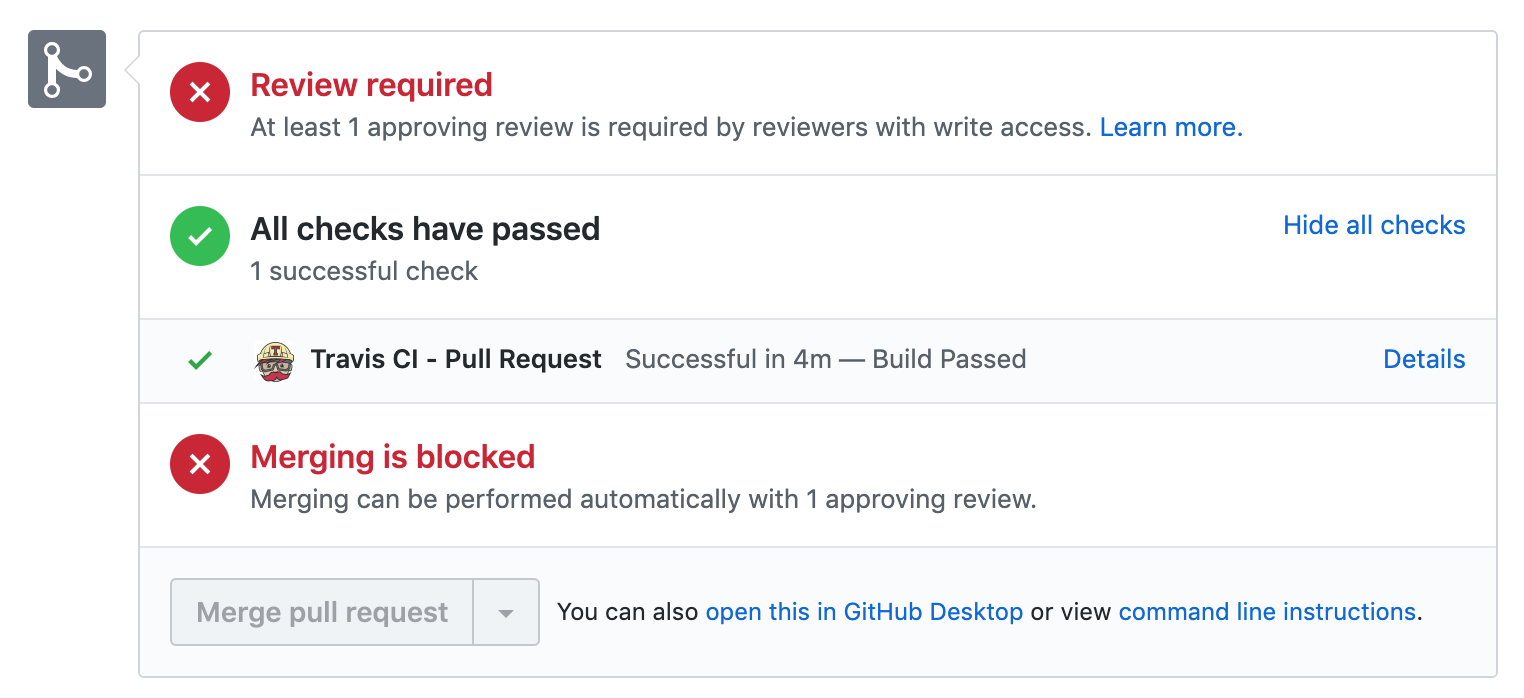 Review required
At least 1 approving review is required by reviewers with write access. Learn more.
All checks have passed
Hide all checks
1 successful check
T
Travis CI - Pull Request Successful in 4m — Build Passed Details
Merging is blocked
Merging can be performed automatically with 1 approving review.
Merge pull request You can also open this in GitHub Desktop or view command line instructions.